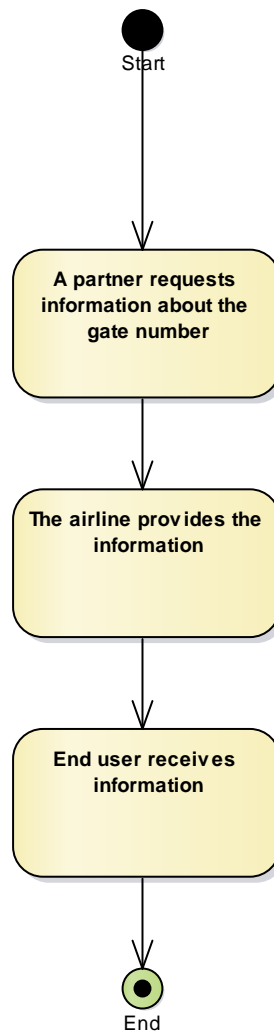 Start
A partner requests
information about the
gate number
The airline provides the
information
End user receives
information
End